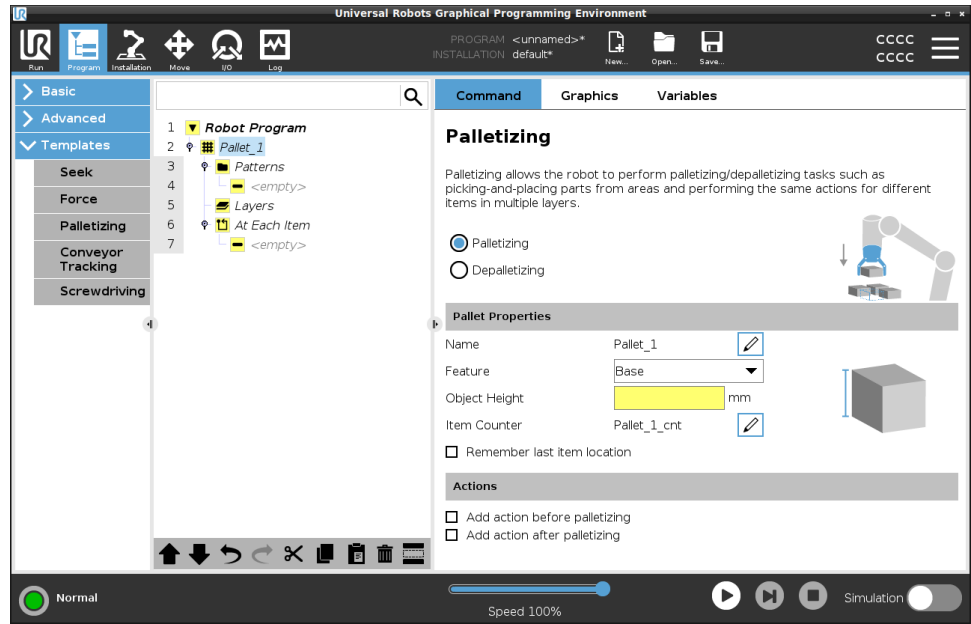 Universal Robots Graphical Programming Environment
UR
Run
Program
Installation
Move
I/O
Log
PROGRAM <unnamed>*
INSTALLATION default*
New...
Open...
Save...
CCCC
CCCC
Basic
Advanced
Templates
Seek
Force
Palletizing
Conveyor
Tracking
Screwdriving
1 Robot Program
2 Pallet_1
3 Patterns
4 <empty>
5 Layers
6 At Each Item
7 <empty>
Command Graphics Variables
Palletizing
Palletizing allows the robot to perform palletizing/depalletizing tasks such as
picking-and-placing parts from areas and performing the same actions for different
items in multiple layers.
Palletizing
Depalletizing
Pallet Properties
Name Pallet_1
Feature Base
Object Height mm
Item Counter Pallet_1_cnt
Remember last item location
Actions
Add action before palletizing
Add action after palletizing
Normal
Speed 100%
Simulation